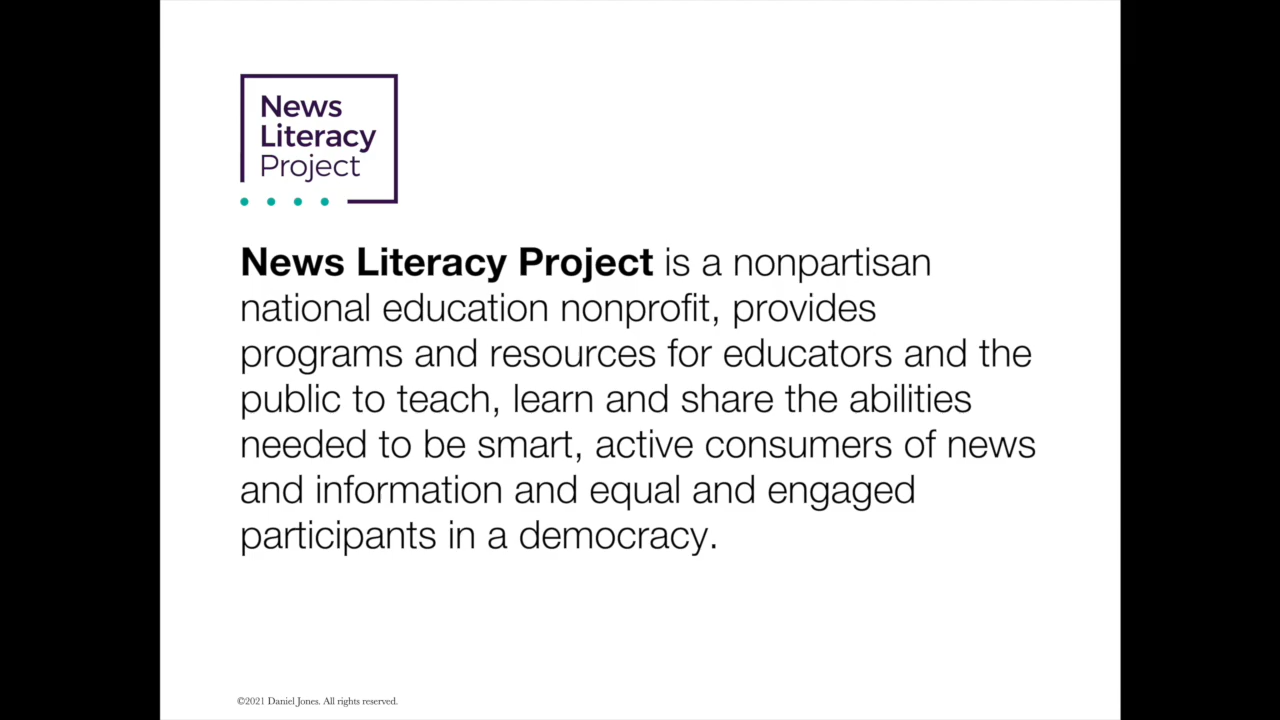 News
Literacy
Project
News Literacy Project is a nonpartisan
national education nonprofit, provides
programs and resources for educators and the
public to teach, learn and share the abilities
needed to be smart, active consumers of news
and information and equal and engaged
participants in a democracy.
©2021 Daniel Jones. All rights reserved.